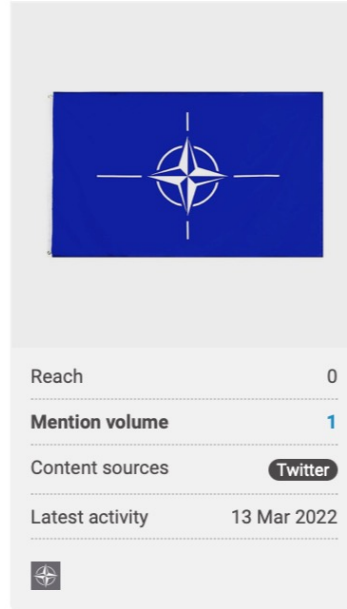 Reach 0
Mention volume 1
Content sources Twitter
Latest activity 13 Mar 2022